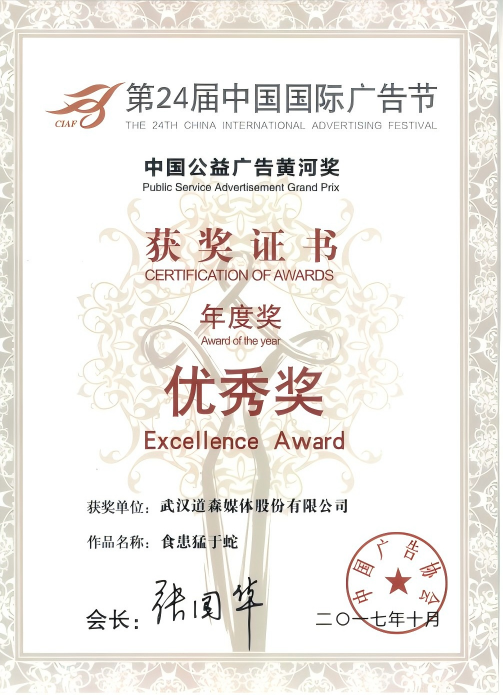 CIAF
第24届中国国际广告节
THE 24TH CHINA INTERNATIONAL ADVERTISING FESTIVAL
中国公益广告黄河奖
Public Service Advertisement Grand Prix
获奖证书
CERTIFICATION OF AWARDS
年度奖
Award of the year
优秀奖
Excellence Award
获奖单位：武汉道森媒体股份有限公司
作品名称：食患猛于蛇
会长：张国华
中国广告协会
二〇一七年十月